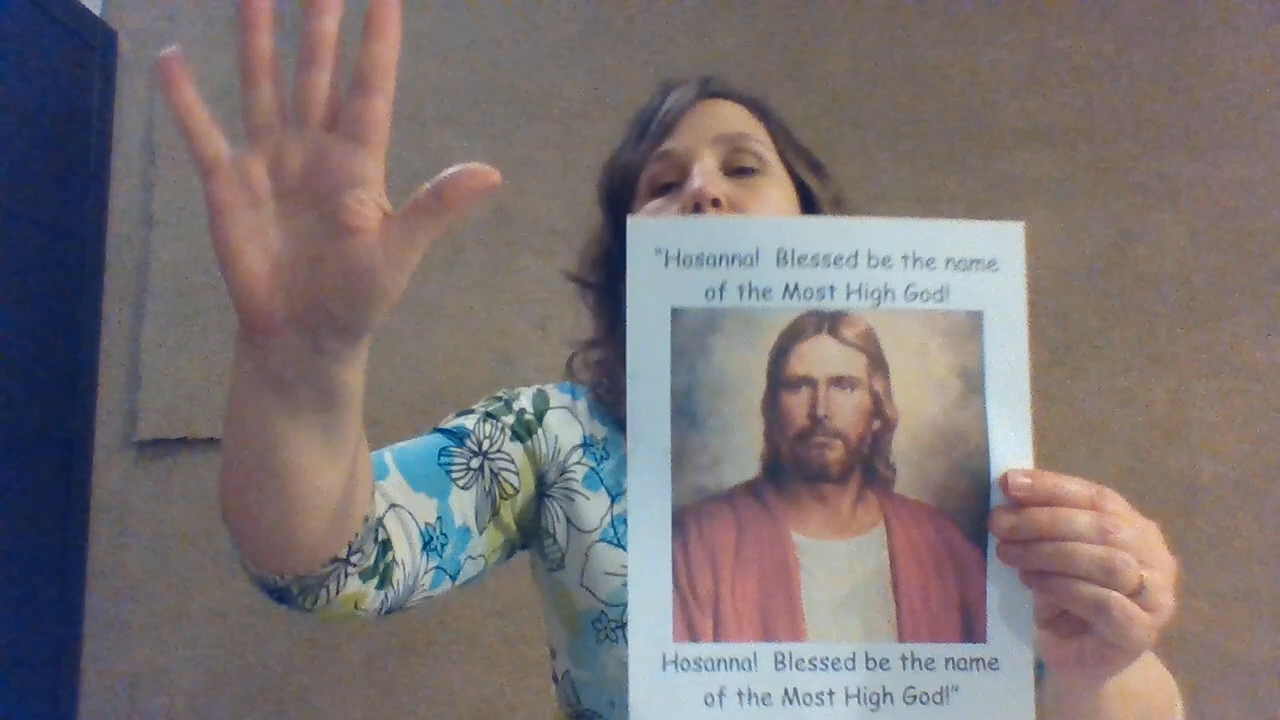 "Hosanna! Blessed be the name
of the Most High God!
Hosanna! Blessed be the name
of the Most High God!"